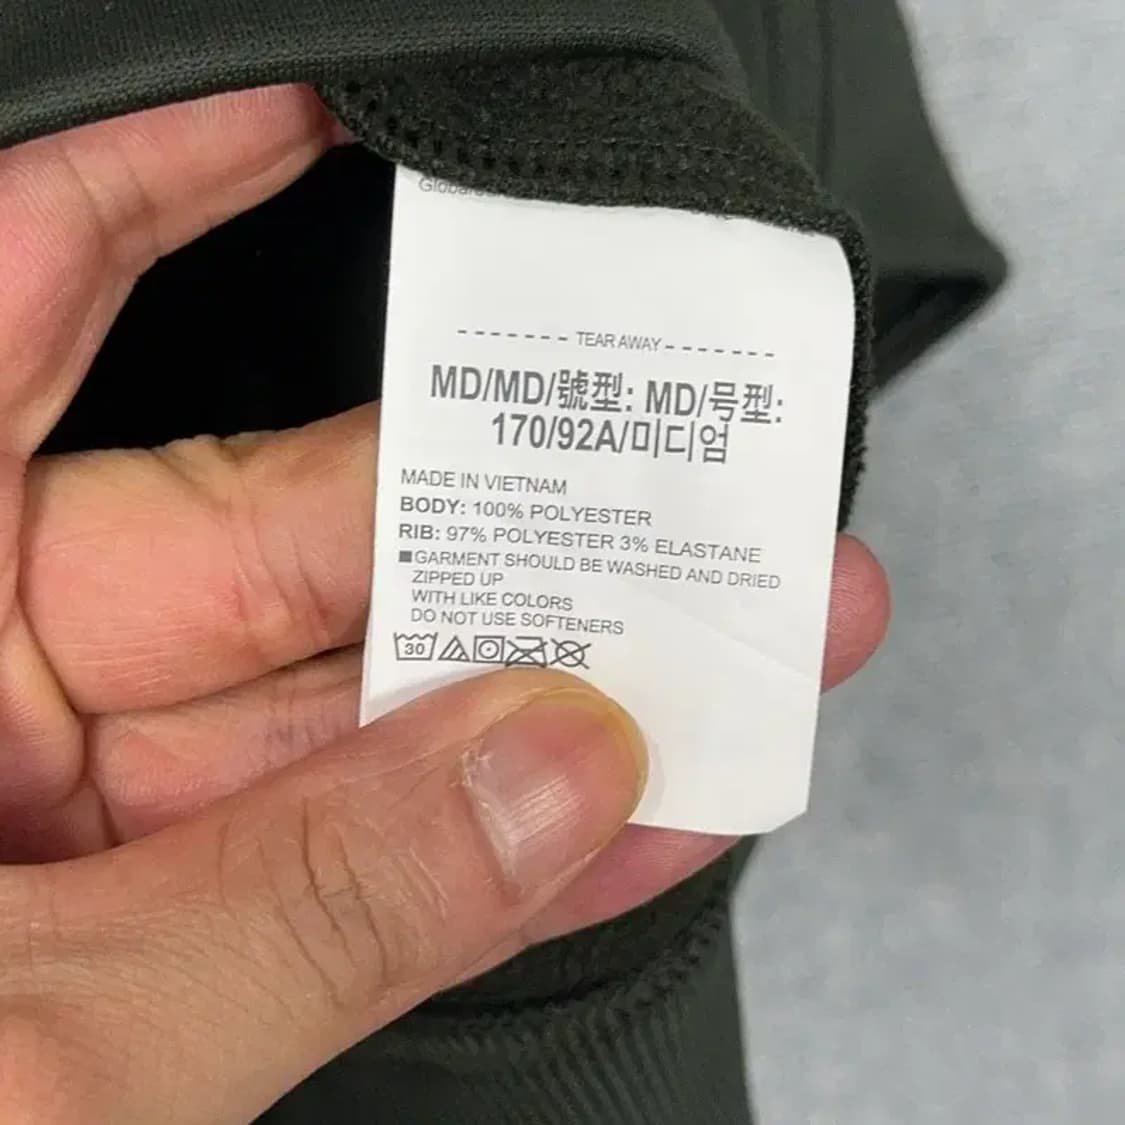 TEAR AWAY
MD/MD/號型: MD/号型:
170/92A/미디엄
MADE IN VIETNAM
BODY: 100% POLYESTER
RIB: 97% POLYESTER 3% ELASTANE
■GARMENT SHOULD BE WASHED AND DRIED
ZIPPED UP
WITH LIKE COLORS
DO NOT USE SOFTENERS
30